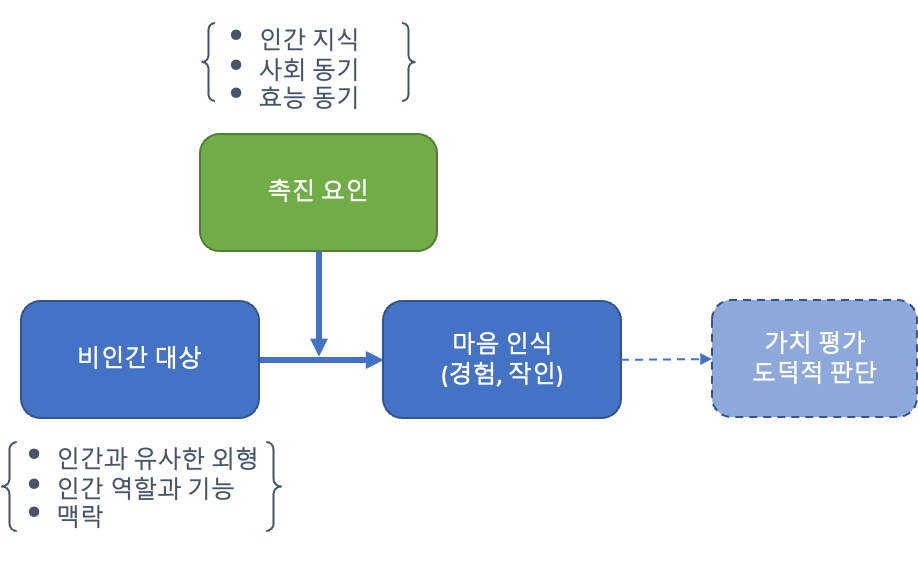 • 인간 지식
• 사회 동기
• 효능 동기
촉진 요인
비인간 대상
마음 인식
(경험, 작인)
가치 평가
도덕적 판단
• 인간과 유사한 외형
• 인간 역할과 기능
• 맥락